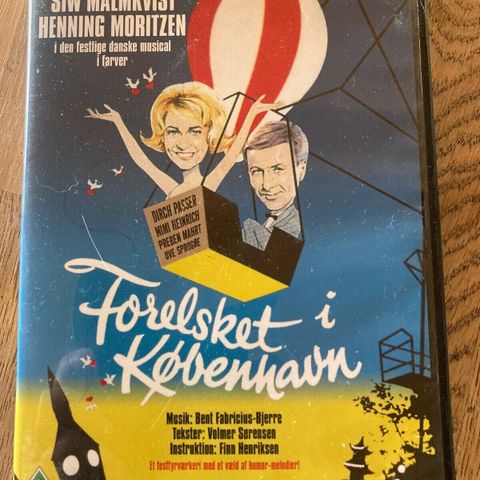 SIW MALMKVIST
HENNING MORITZEN
i den festlige danske musical
i farver
DIRCH PASSER
MIMI HEINRICH
PREBEN MAHRT
OVE SPROGØE
Forelsket i
København
Musik: Bent Fabricius-Bjerre
Tekster: Volmer Sørensen
Instruktion: Finn Henriksen
Et festfyrværkeri med et væld af humør-melodier!